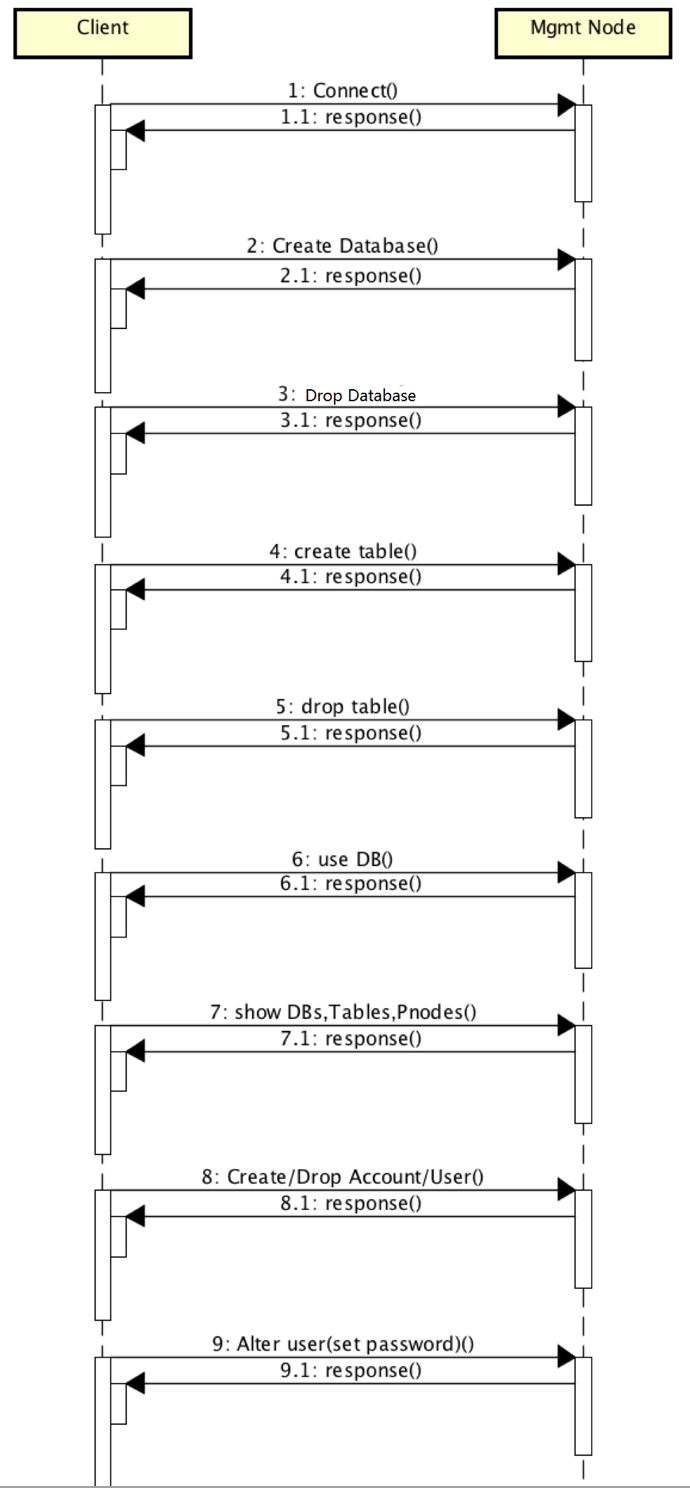 Client
Mgmt Node
1: Connect()
1.1: response()
2: Create Database()
2.1: response()
3: Drop Database
3.1: response()
4: create table()
4.1: response()
5: drop table()
5.1: response()
6: use DB()
6.1: response()
7: show DBs,Tables,Pnodes()
7.1: response()
8: Create/Drop Account/User()
8.1: response()
9: Alter user(set password)()
9.1: response()